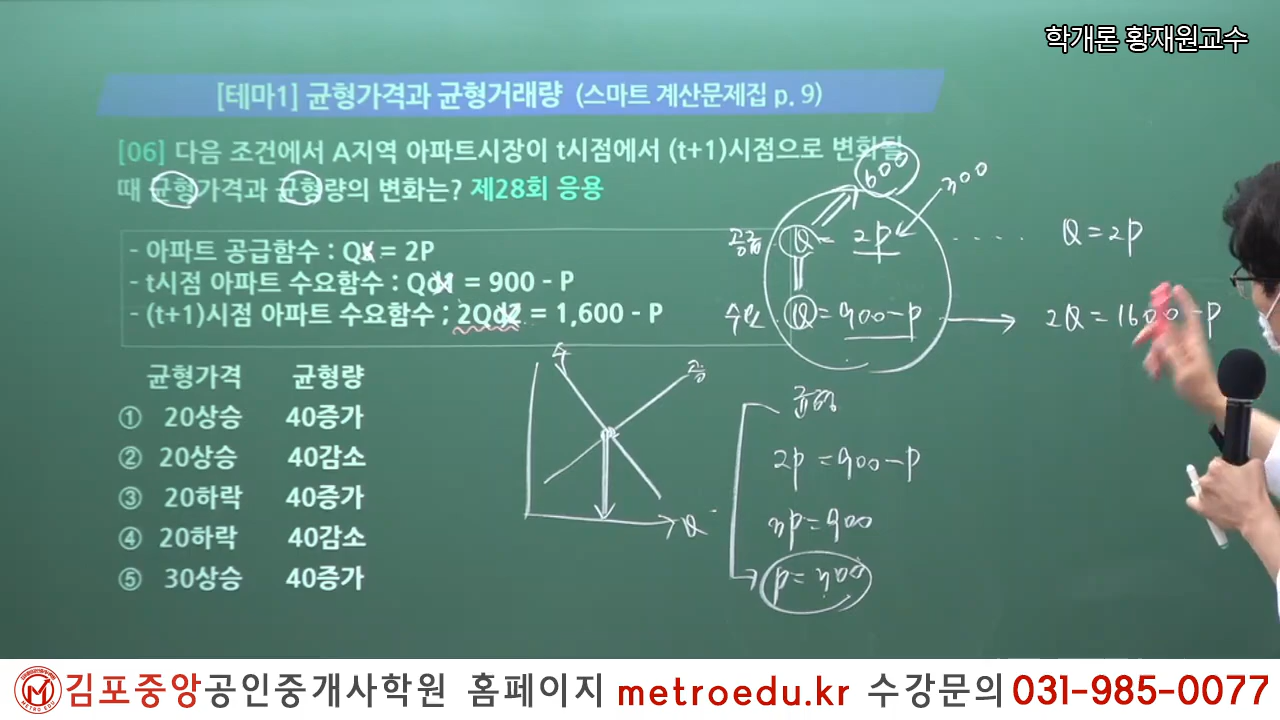 학개론 황재원교수
[테마1] 균형가격과 균형거래량 (스마트 계산문제집 p. 9)
[06] 다음 조건에서 A지역 아파트시장이 t시점에서 (t+1)시점으로 변화될
때 균형가격과 균형량의 변화는? 제28회 응용
600
300
- 아파트 공급함수 : Qs = 2P
공급 Q = 2P
Q = 2P
- t시점 아파트 수요함수 : Qd1 = 900 - P
- (t+1)시점 아파트 수요함수 : 2Qd2 = 1,600 - P
수요 Q = 900-P
2Q = 1600 - P
균형가격 균형량
① 20상승 40증가
② 20상승 40감소
③ 20하락 40증가
④ 20하락 40감소
⑤ 30상승 40증가
수
공
Q
균형
2P = 900-P
3P = 900
P = 300
김포중앙공인중개사학원 홈페이지 metroedu.kr 수강문의 031-985-0077